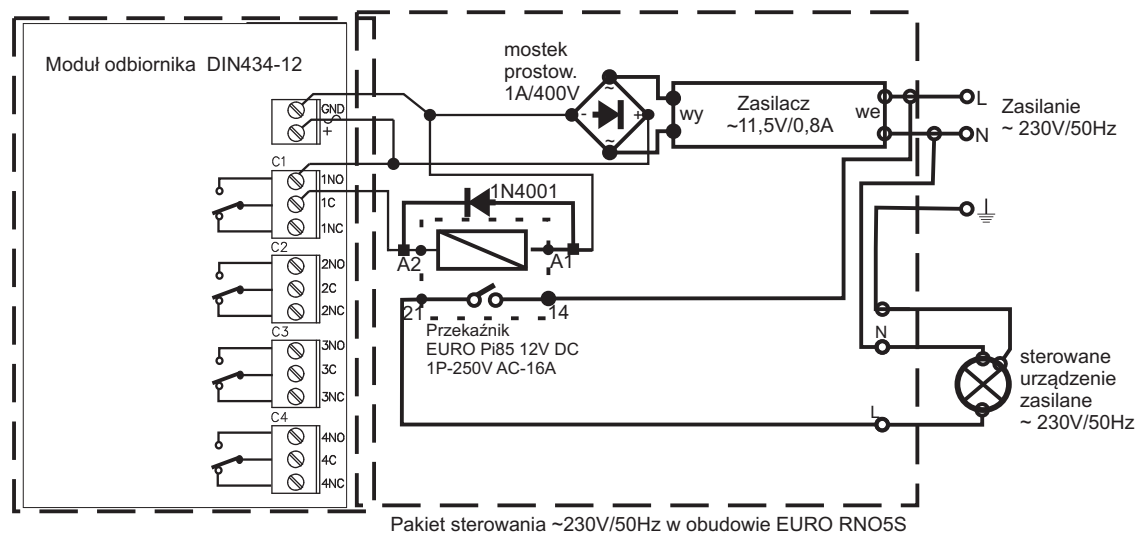 Moduł odbiornika DIN434-12
GND
+
C1
1NO
1C
1NC
C2
2NO
2C
2NC
C3
3NO
3C
3NC
C4
4NO
4C
4NC
mostek
prostow.
1A/400V
~
- +
~
wy
Zasilacz
~11,5V/0,8A
we
L
N
Zasilanie
~ 230V/50Hz
1N4001
A2
A1
21
14
Przekaźnik
EURO Pi85 12V DC
1P-250V AC-16A
N
L
sterowane
urządzenie
zasilane
~ 230V/50Hz
Pakiet sterowania ~230V/50Hz w obudowie EURO RNO5S